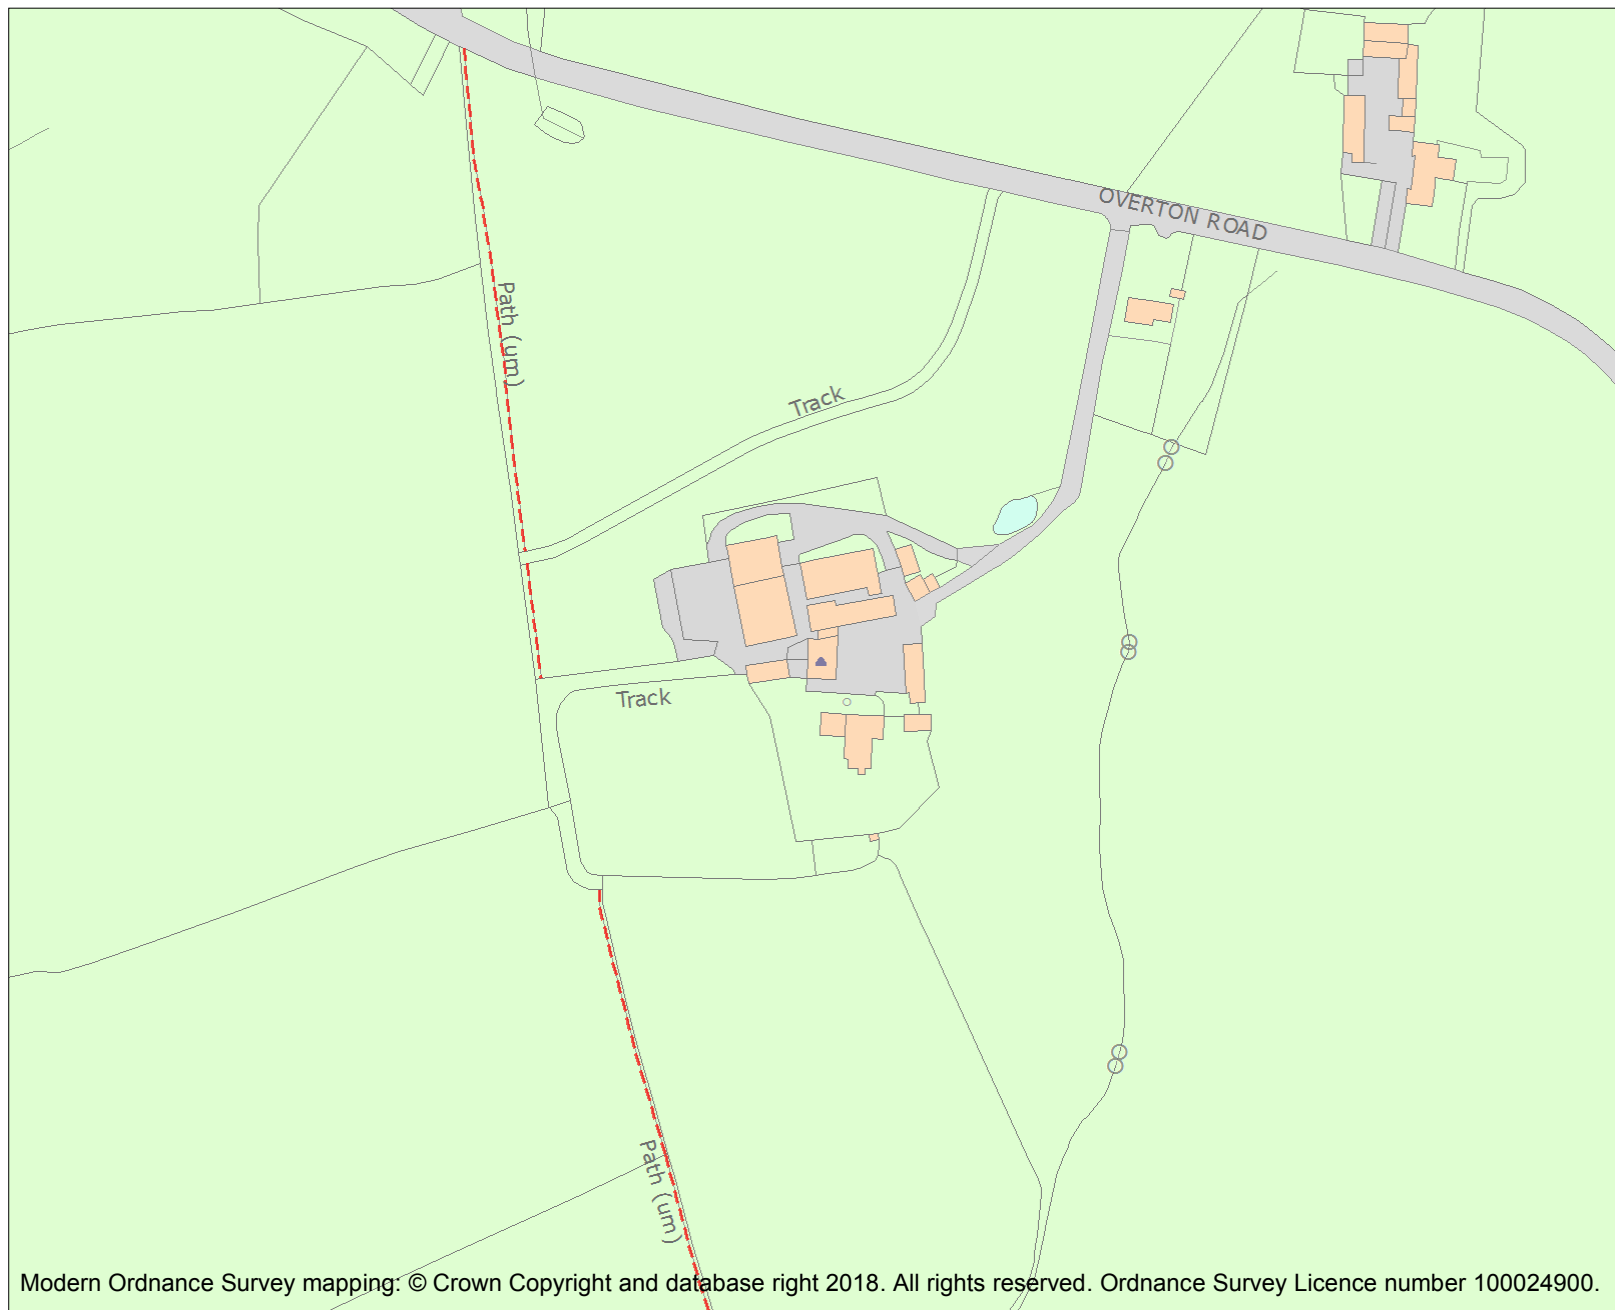 OVERTON ROAD
Path (um)
Track
Track
Path (um)
Modern Ordnance Survey mapping: © Crown Copyright and database right 2018. All rights reserved. Ordnance Survey Licence number 100024900.